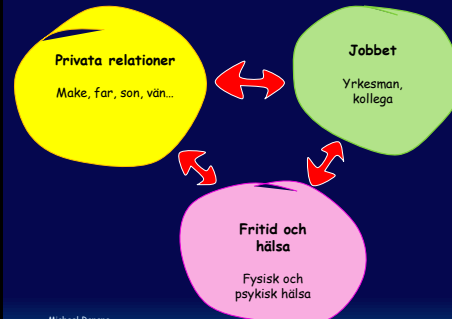 Privata relationer
Make, far, son, vän...
Jobbet
Yrkesman,
kollega
Fritid och
hälsa
Fysisk och
psykisk hälsa